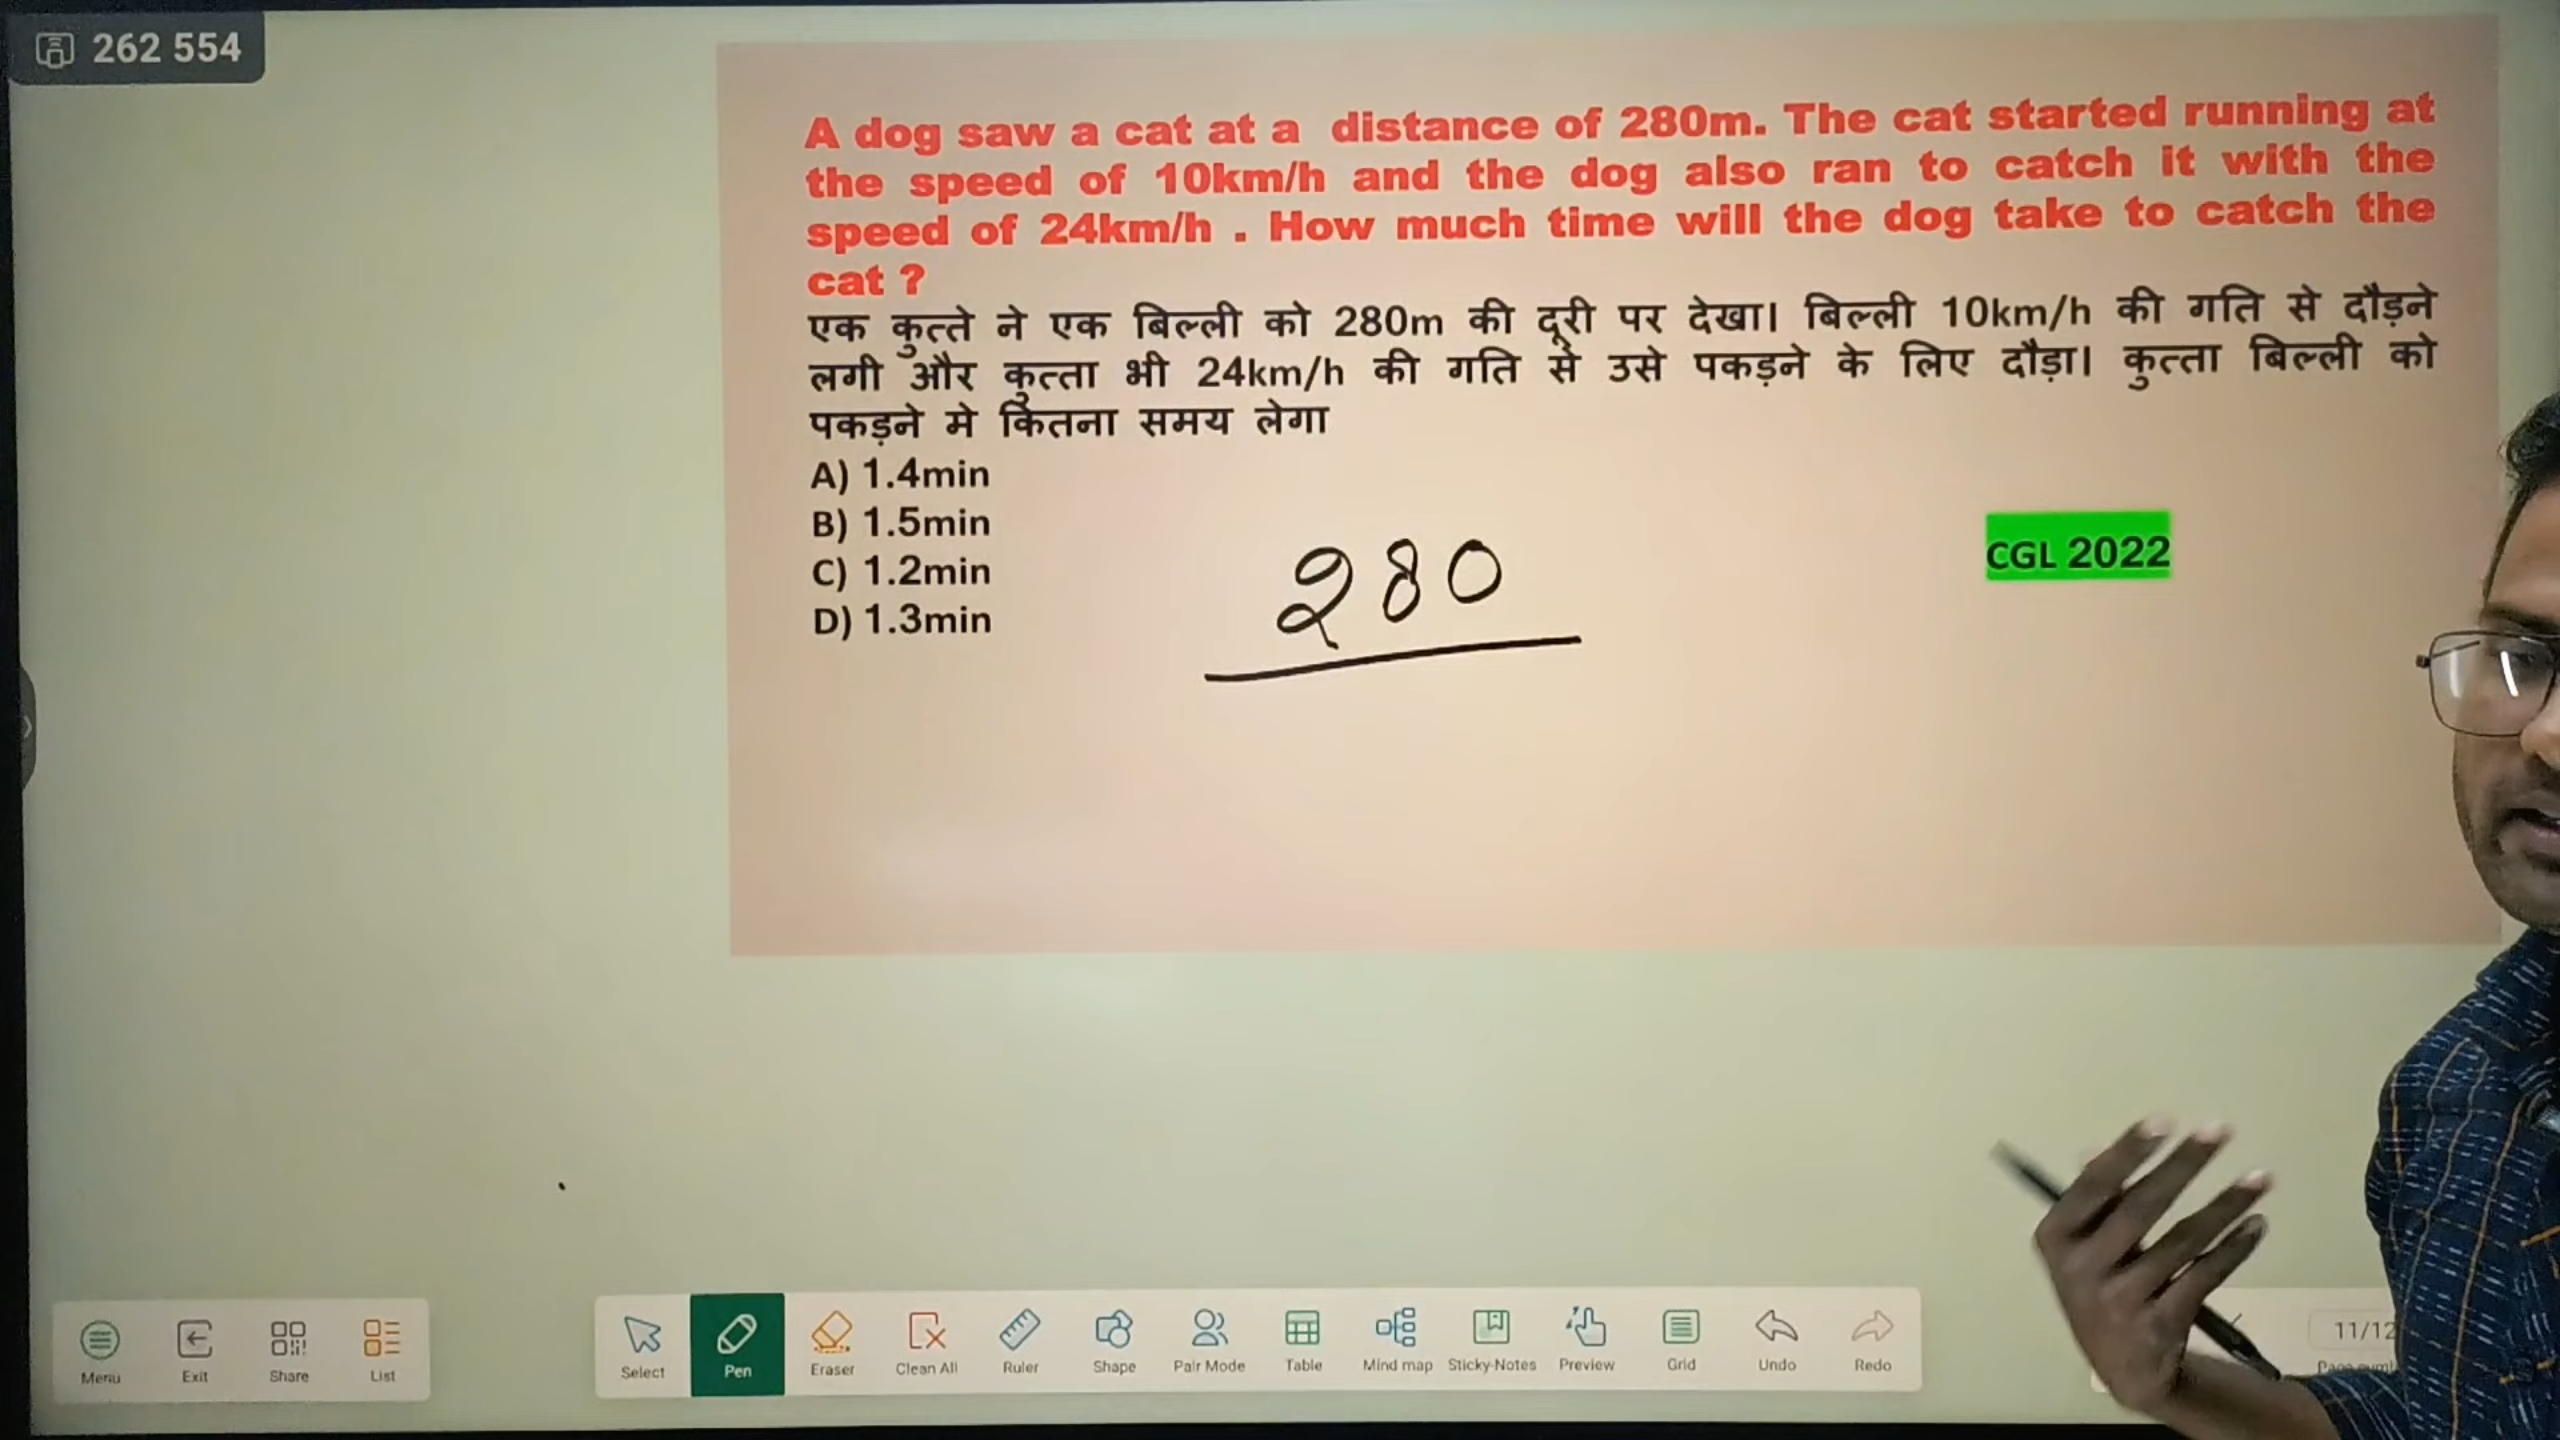 262 554
A dog saw a cat at a distance of 280m. The cat started running at
the speed of 10km/h and the dog also ran to catch it with the
speed of 24km/h . How much time will the dog take to catch the
cat ?
एक कुत्ते ने एक बिल्ली को 280m की दूरी पर देखा। बिल्ली 10km/h की गति से दौड़ने
लगी और कुत्ता भी 24km/h की गति से उसे पकड़ने के लिए दौड़ा। कुत्ता बिल्ली को
पकड़ने मे कितना समय लेगा
A) 1.4min
B) 1.5min
C) 1.2min
D) 1.3min
280
CGL 2022
Menu Exit Share List Select Pen Eraser Clean All Ruler Shape Pair Mode Table Mind map Sticky-Notes Preview Grid Undo Redo
11/12